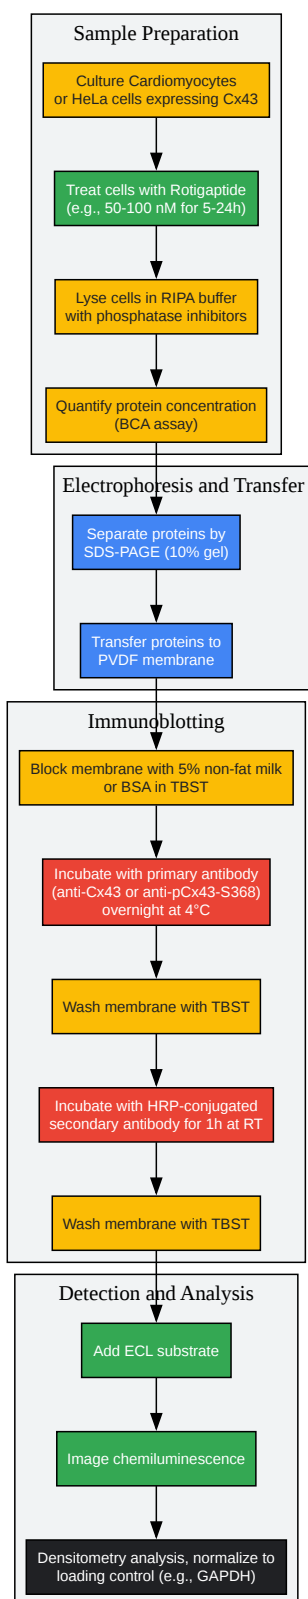 Sample Preparation
Culture Cardiomyocytes
or HeLa cells expressing Cx43
Treat cells with Rotigaptide
(e.g., 50-100 nM for 5-24h)
Lyse cells in RIPA buffer
with phosphatase inhibitors
Quantify protein concentration
(BCA assay)
Electrophoresis and Transfer
Separate proteins by
SDS-PAGE (10% gel)
Transfer proteins to
PVDF membrane
Immunoblotting
Block membrane with 5% non-fat milk
or BSA in TBST
Incubate with primary antibody
(anti-Cx43 or anti-pCx43-S368)
overnight at 4°C
Wash membrane with TBST
Incubate with HRP-conjugated
secondary antibody for 1h at RT
Wash membrane with TBST
Detection and Analysis
Add ECL substrate
Image chemiluminescence
Densitometry analysis, normalize to
loading control (e.g., GAPDH)